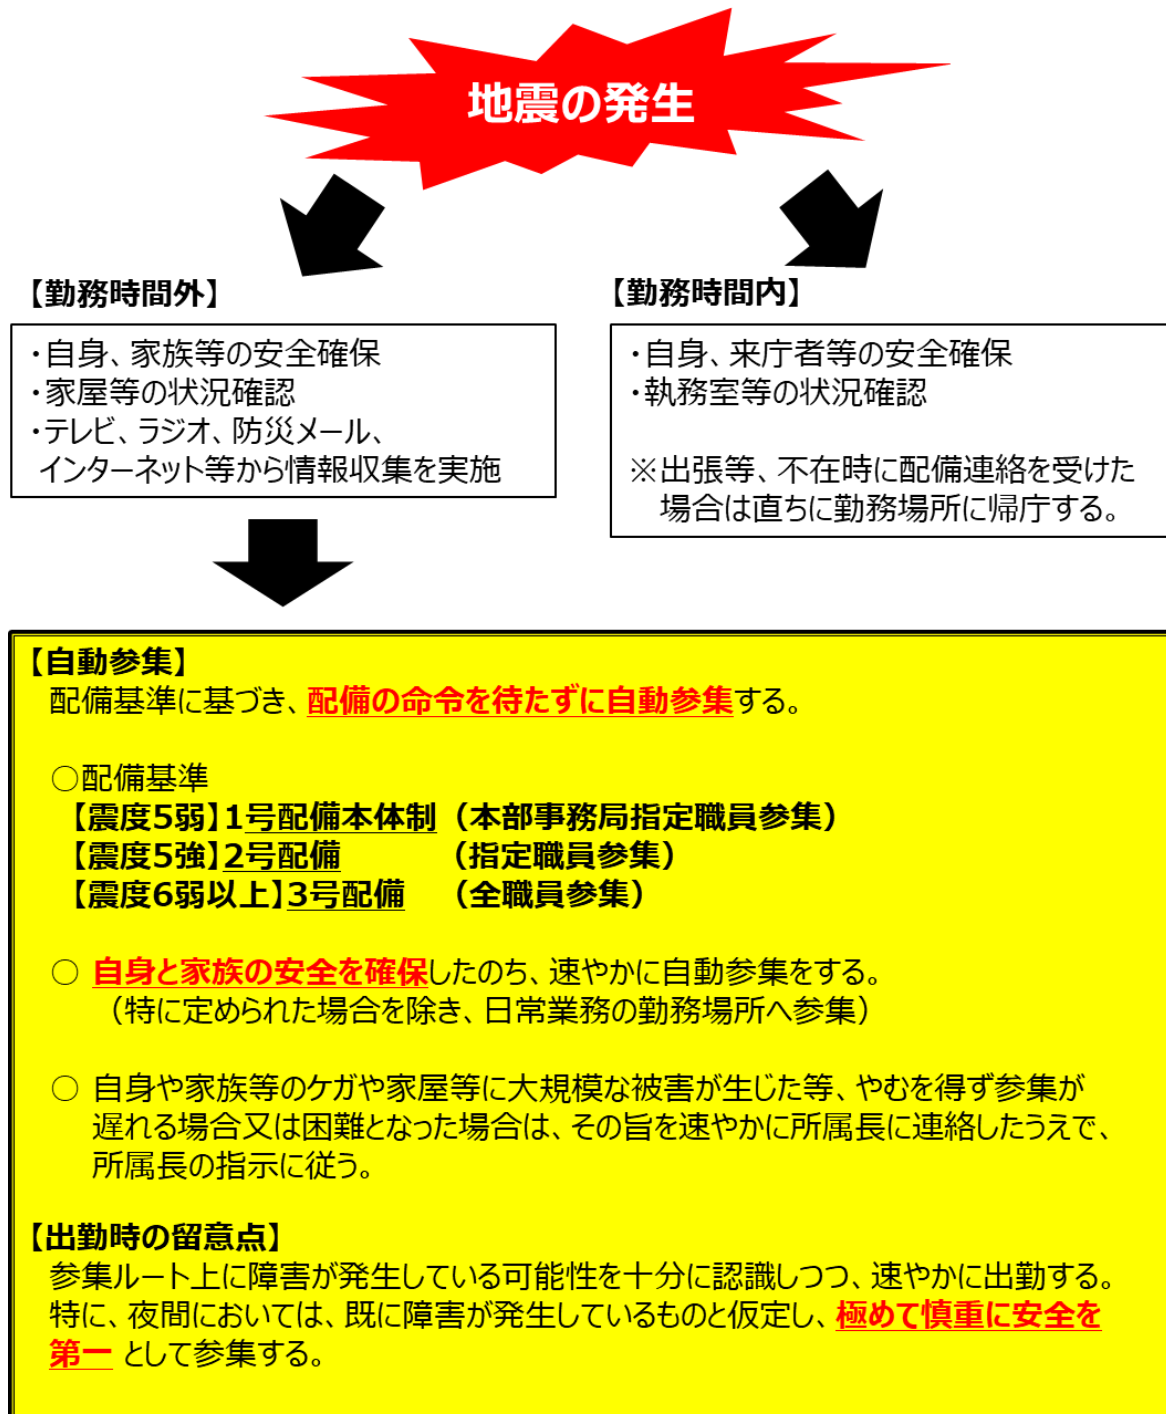 地震の発生
【勤務時間外】
・自身、家族等の安全確保
・家屋等の状況確認
・テレビ、ラジオ、防災メール、
インターネット等から情報収集を実施
【勤務時間内】
・自身、来庁者等の安全確保
・執務室等の状況確認
※出張等、不在時に配備連絡を受けた
場合は直ちに勤務場所に帰庁する。
【自動参集】
配備基準に基づき、配備の命令を待たずに自動参集する。
○配備基準
【震度5弱】1号配備本体制（本部事務局指定職員参集）
【震度5強】2号配備　　　（指定職員参集）
【震度6弱以上】3号配備　（全職員参集）
○ 自身と家族の安全を確保したのち、速やかに自動参集をする。
（特に定められた場合を除き、日常業務の勤務場所へ参集）
○ 自身や家族等のケガや家屋等に大規模な被害が生じた等、やむを得ず参集が
遅れる場合又は困難となった場合は、その旨を速やかに所属長に連絡したうえで、
所属長の指示に従う。
【出勤時の留意点】
参集ルート上に障害が発生している可能性を十分に認識しつつ、速やかに出勤する。
特に、夜間においては、既に障害が発生しているものと仮定し、極めて慎重に安全を
第一 として参集する。